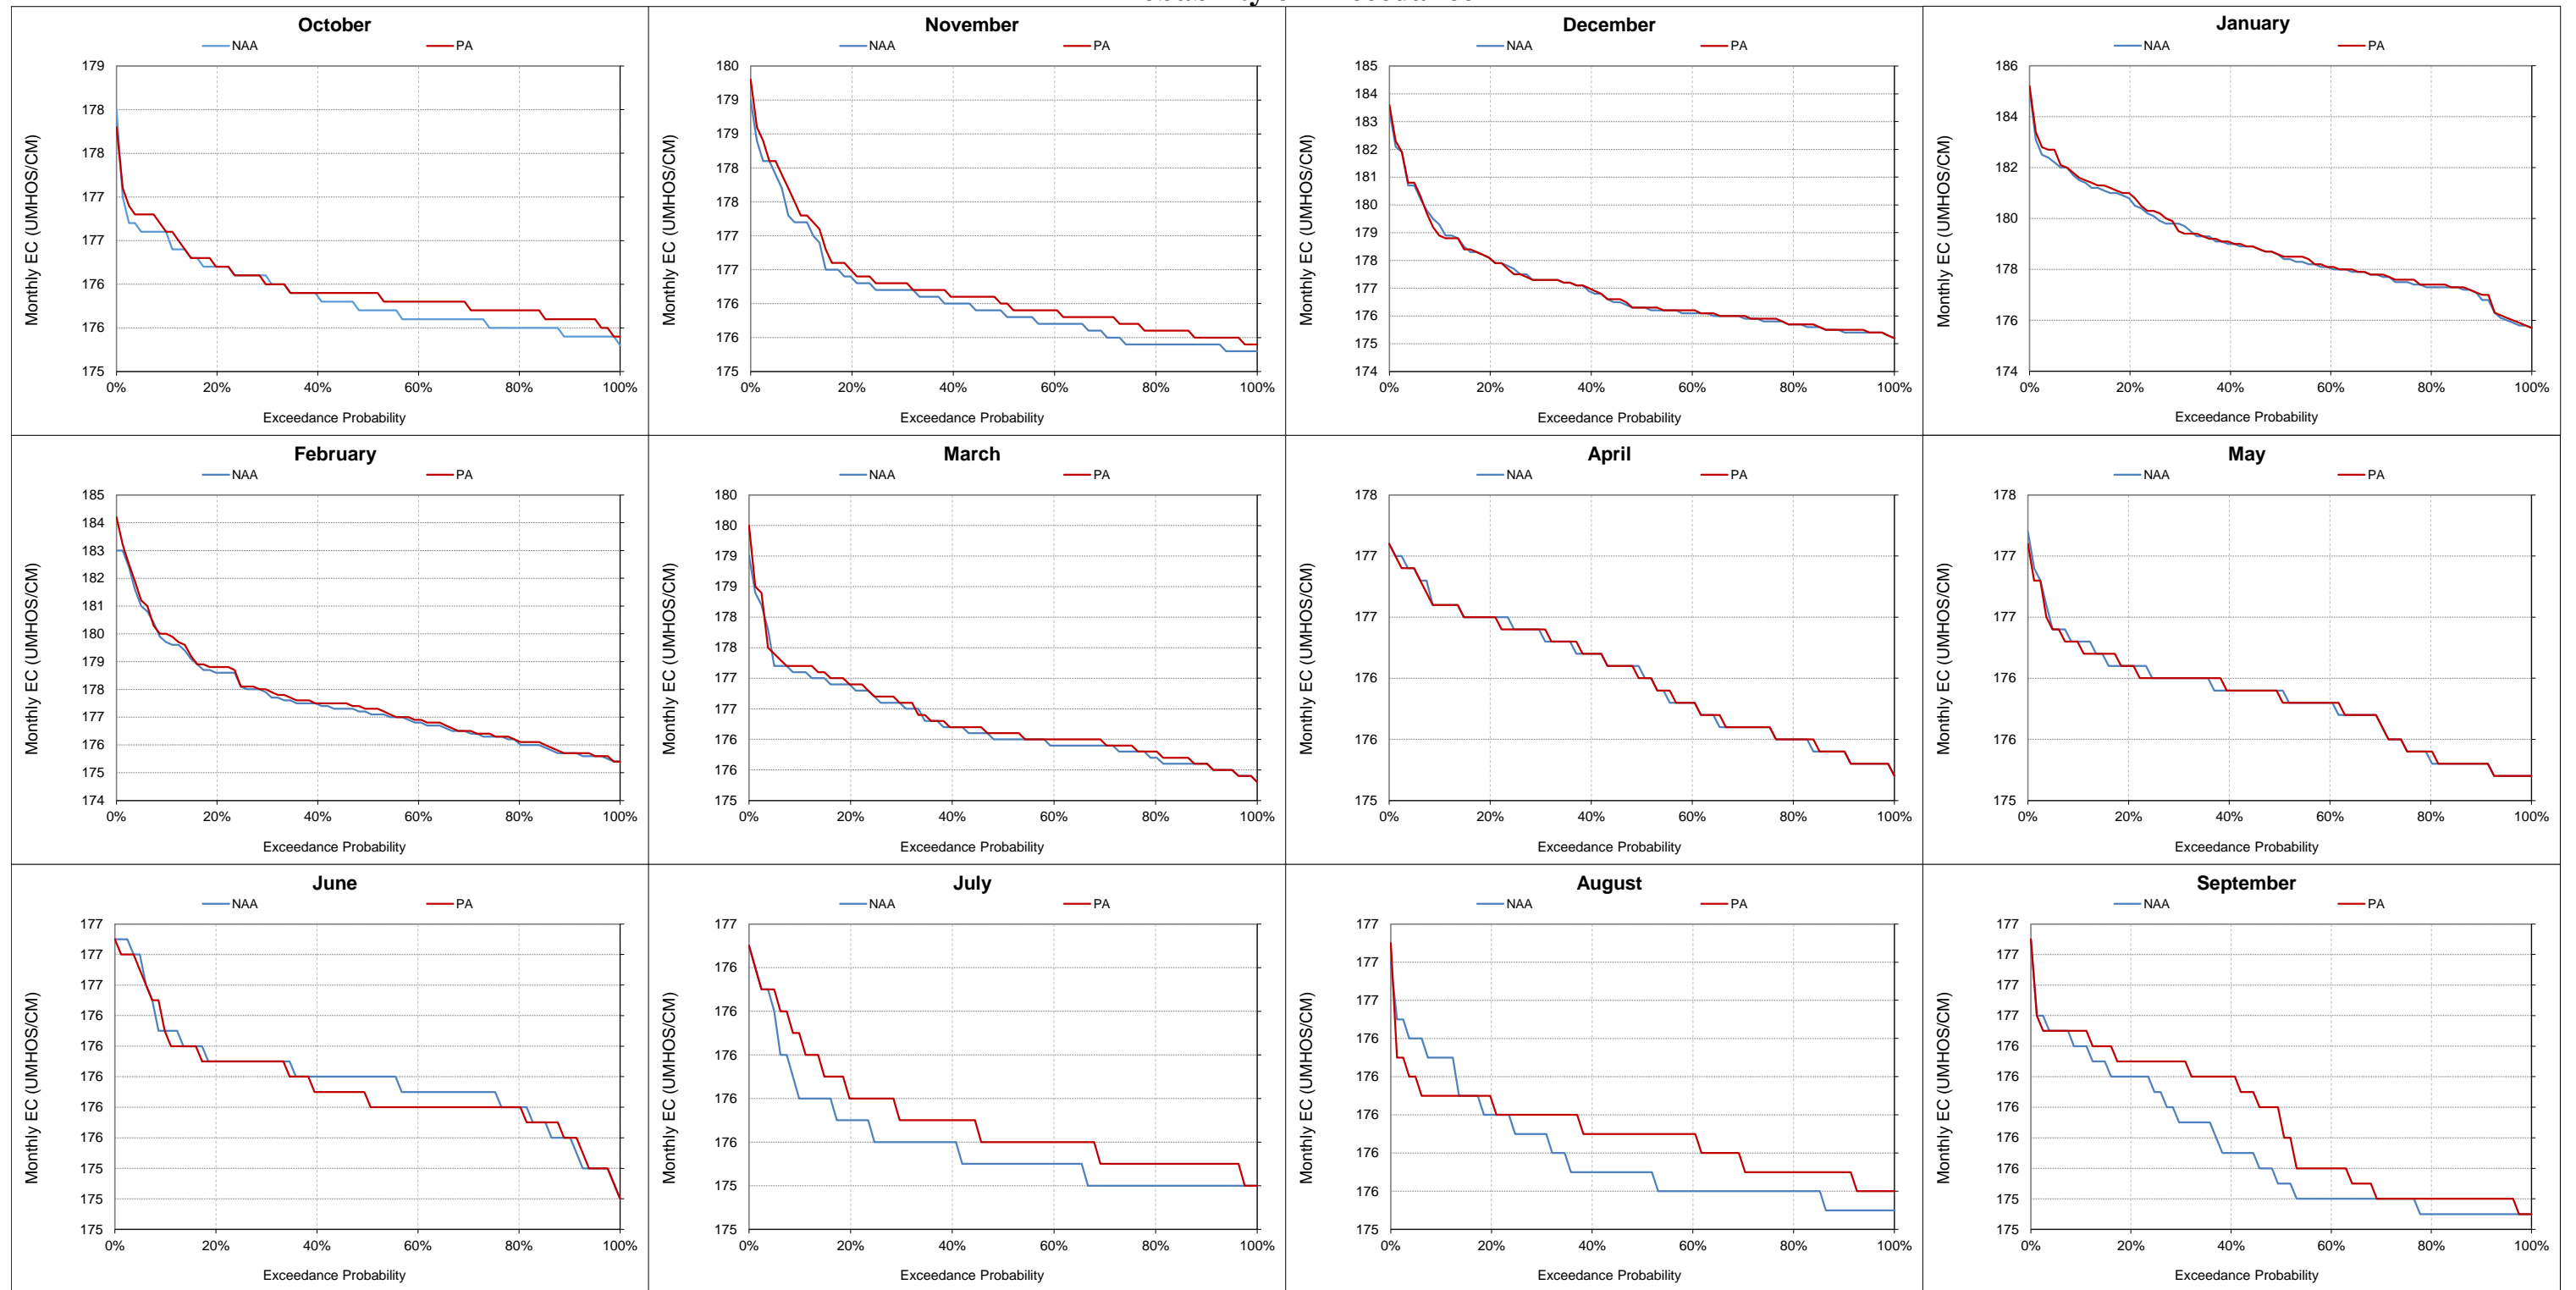 October
NAA PA
179
178
178
177
177
176
176
175
0% 20% 40% 60% 80% 100%
Monthly EC (UMHOS/CM)
Exceedance Probability
November
NAA PA
180
179
179
178
178
177
177
176
176
175
0% 20% 40% 60% 80% 100%
Monthly EC (UMHOS/CM)
Exceedance Probability
December
NAA PA
185
184
183
182
181
180
179
178
177
176
175
174
0% 20% 40% 60% 80% 100%
Monthly EC (UMHOS/CM)
Exceedance Probability
January
NAA PA
186
184
182
180
178
176
174
0% 20% 40% 60% 80% 100%
Monthly EC (UMHOS/CM)
Exceedance Probability
February
NAA PA
185
184
183
182
181
180
179
178
177
176
175
174
0% 20% 40% 60% 80% 100%
Monthly EC (UMHOS/CM)
Exceedance Probability
March
NAA PA
180
180
179
179
178
178
177
177
176
176
175
0% 20% 40% 60% 80% 100%
Monthly EC (UMHOS/CM)
Exceedance Probability
April
NAA PA
178
177
177
176
176
175
0% 20% 40% 60% 80% 100%
Monthly EC (UMHOS/CM)
Exceedance Probability
May
NAA PA
178
177
177
176
176
175
0% 20% 40% 60% 80% 100%
Monthly EC (UMHOS/CM)
Exceedance Probability
June
NAA PA
177
177
177
176
176
176
176
176
175
175
175
0% 20% 40% 60% 80% 100%
Monthly EC (UMHOS/CM)
Exceedance Probability
July
NAA PA
177
176
176
176
176
176
175
175
0% 20% 40% 60% 80% 100%
Monthly EC (UMHOS/CM)
Exceedance Probability
August
NAA PA
177
177
177
176
176
176
176
176
175
0% 20% 40% 60% 80% 100%
Monthly EC (UMHOS/CM)
Exceedance Probability
September
NAA PA
177
177
177
177
176
176
176
176
176
175
175
0% 20% 40% 60% 80% 100%
Monthly EC (UMHOS/CM)
Exceedance Probability